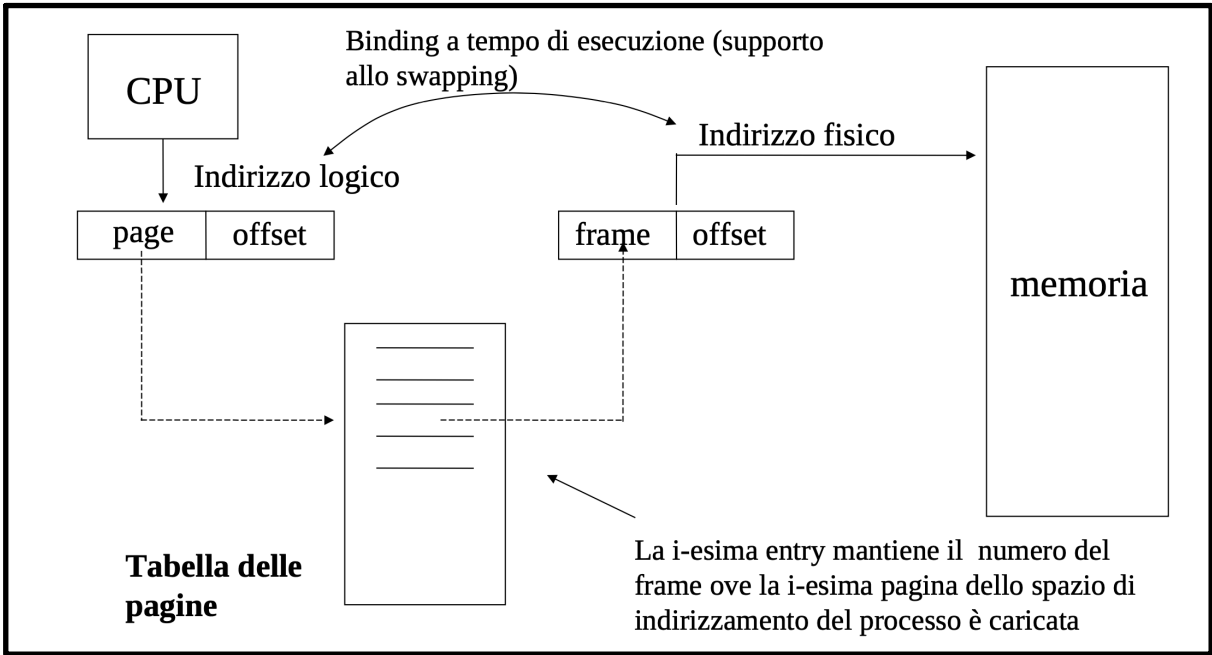 Binding a tempo di esecuzione (supporto
allo swapping)
CPU
Indirizzo fisico
Indirizzo logico
page
offset
frame
offset
memoria
Tabella delle
pagine
La i-esima entry mantiene il numero del
frame ove la i-esima pagina dello spazio di
indirizzamento del processo è caricata